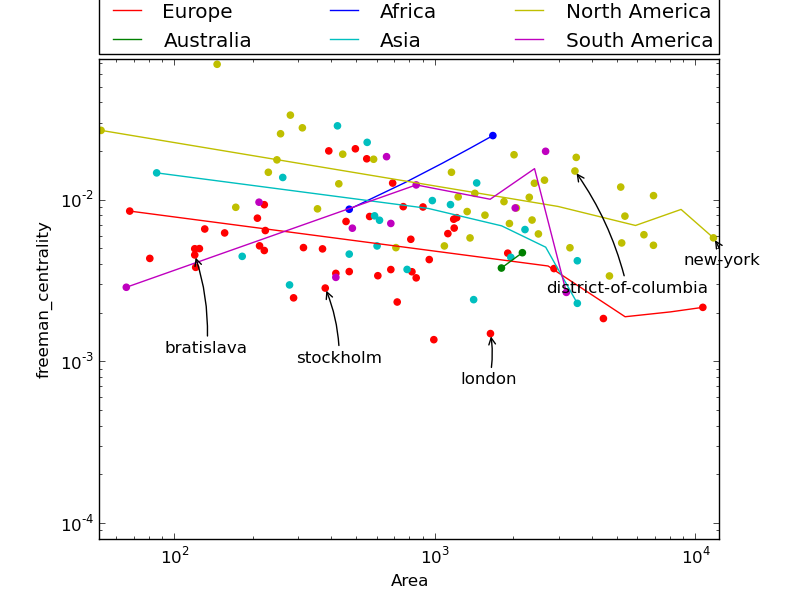 Europe Africa North America
Australia Asia South America
freeman_centrality
10^-2
10^-3
10^-4
new-york
district-of-columbia
bratislava
stockholm
london
10^2 10^3 10^4
Area